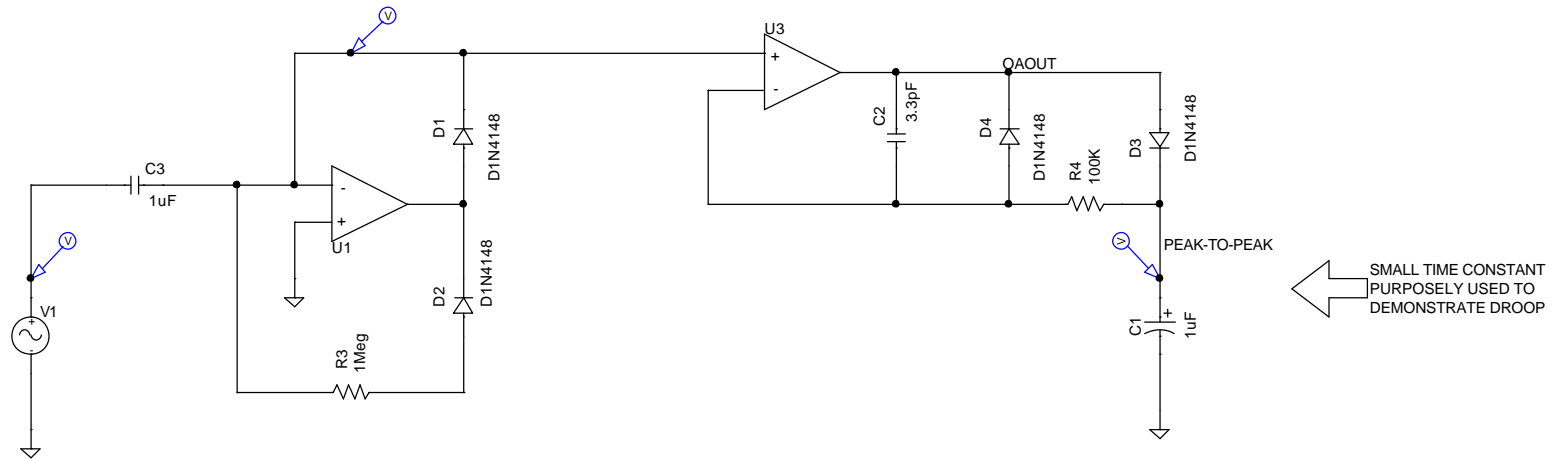 V
U3
+
-
OAOUT
C2
3.3pF
D4
D1N4148
D3
D1N4148
R4
100K
D1
D1N4148
C3
1uF
-
+
U1
V
V1
+
-
D2
D1N4148
R3
1Meg
V
PEAK-TO-PEAK
C1
+
1uF
SMALL TIME CONSTANT
PURPOSELY USED TO
DEMONSTRATE DROOP